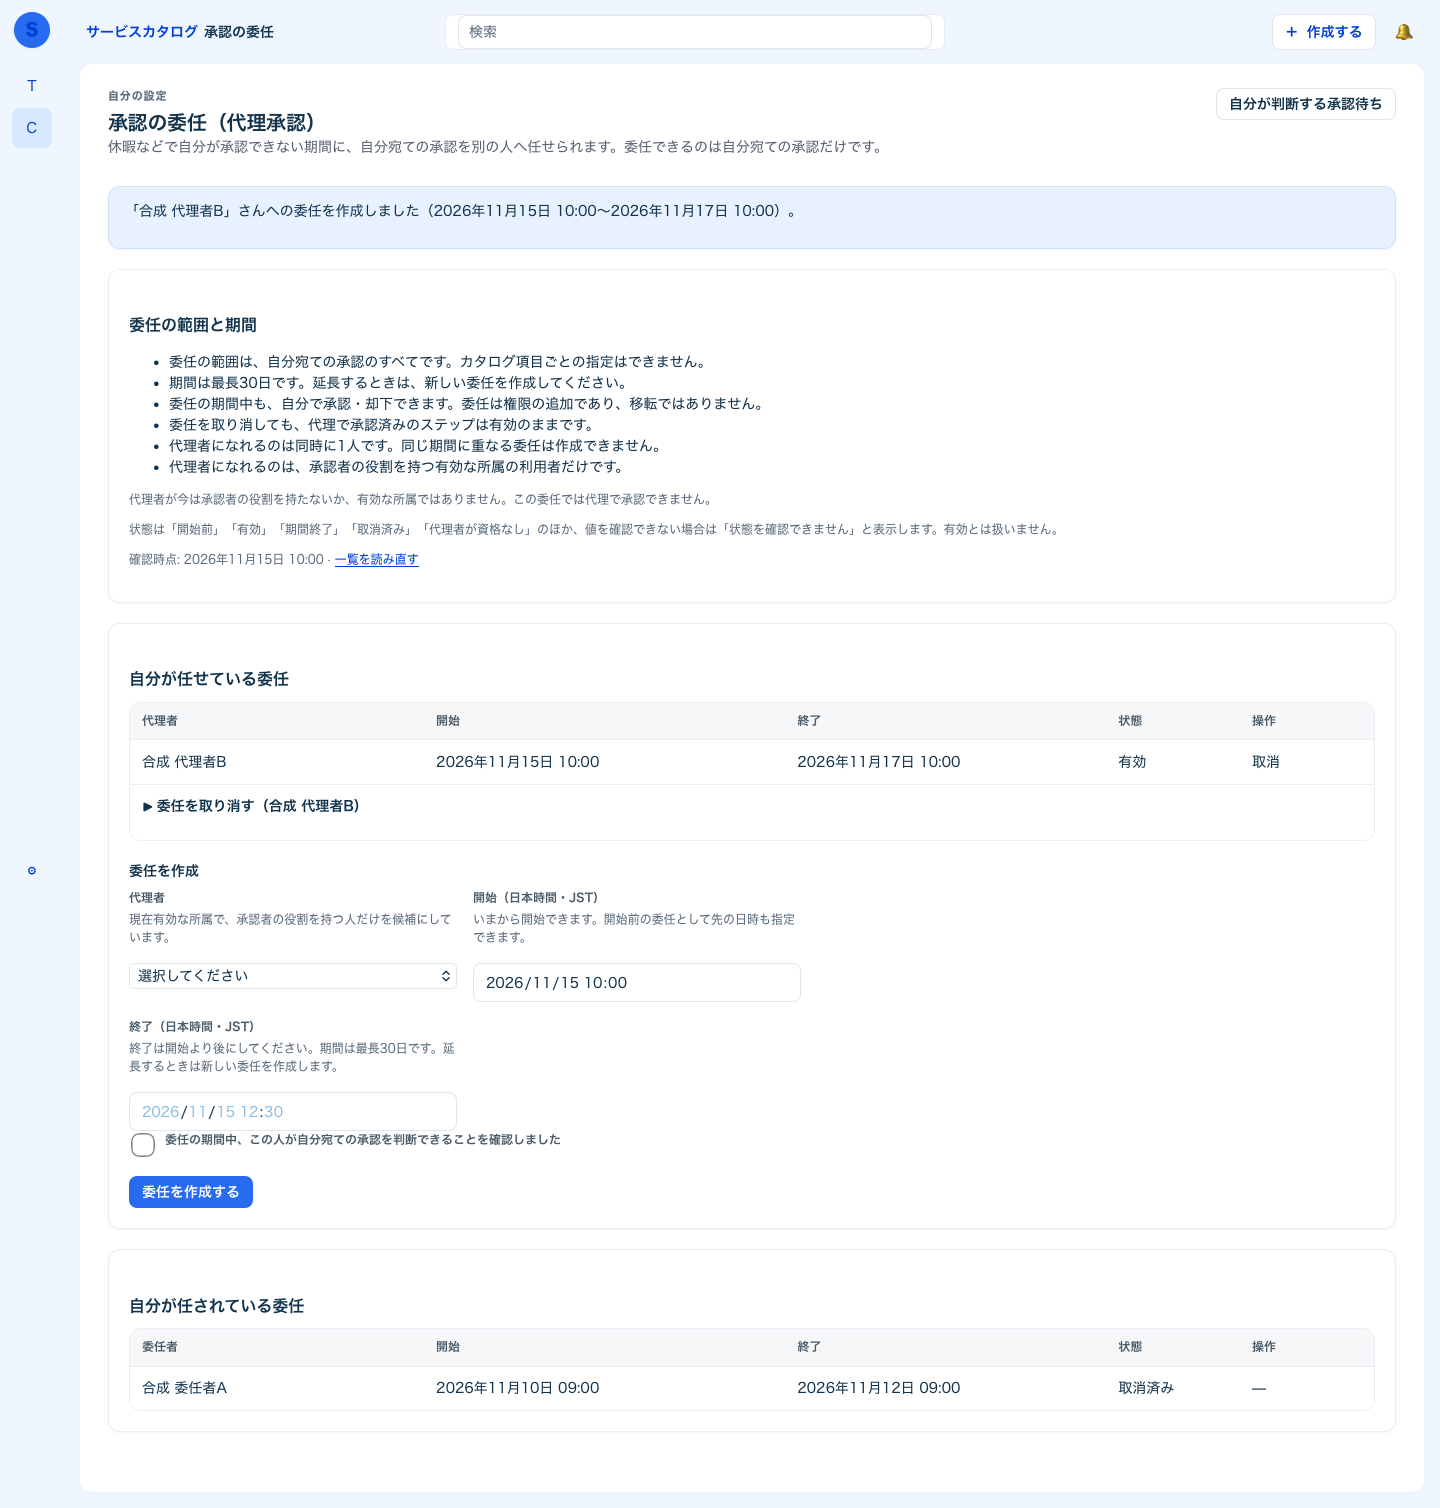 S
サービスカタログ 承認の委任
検索
+ 作成する
T
C
自分の設定
承認の委任（代理承認）
自分が判断する承認待ち
休暇などで自分が承認できない期間に、自分宛ての承認を別の人へ任せられます。委任できるのは自分宛ての承認だけです。
「合成 代理者B」さんへの委任を作成しました（2026年11月15日 10:00〜2026年11月17日 10:00）。
委任の範囲と期間
• 委任の範囲は、自分宛ての承認のすべてです。カタログ項目ごとの指定はできません。
• 期間は最長30日です。延長するときは、新しい委任を作成してください。
• 委任の期間中も、自分で承認・却下できます。委任は権限の追加であり、移転ではありません。
• 委任を取り消しても、代理で承認済みのステップは有効のままです。
• 代理者になれるのは同時に1人です。同じ期間に重なる委任は作成できません。
• 代理者になれるのは、承認者の役割を持つ有効な所属の利用者だけです。
代理者が今は承認者の役割を持たないか、有効な所属ではありません。この委任では代理で承認できません。
状態は「開始前」「有効」「期間終了」「取消済み」「代理者が資格なし」のほか、値を確認できない場合は「状態を確認できません」と表示します。有効とは扱いません。
確認時点: 2026年11月15日 10:00 · 一覧を読み直す
自分が任せている委任
代理者 開始 終了 状態 操作
合成 代理者B 2026年11月15日 10:00 2026年11月17日 10:00 有効 取消
▶ 委任を取り消す（合成 代理者B）
委任を作成
代理者
現在有効な所属で、承認者の役割を持つ人だけを候補にして
います。
選択してください
開始（日本時間・JST）
いまから開始できます。開始前の委任として先の日時も指定
できます。
2026/11/15 10:00
終了（日本時間・JST）
終了は開始より後にしてください。期間は最長30日です。延
長するときは新しい委任を作成します。
2026/11/15 12:30
委任の期間中、この人が自分宛ての承認を判断できることを確認しました
委任を作成する
自分が任されている委任
委任者 開始 終了 状態 操作
合成 委任者A 2026年11月10日 09:00 2026年11月12日 09:00 取消済み —